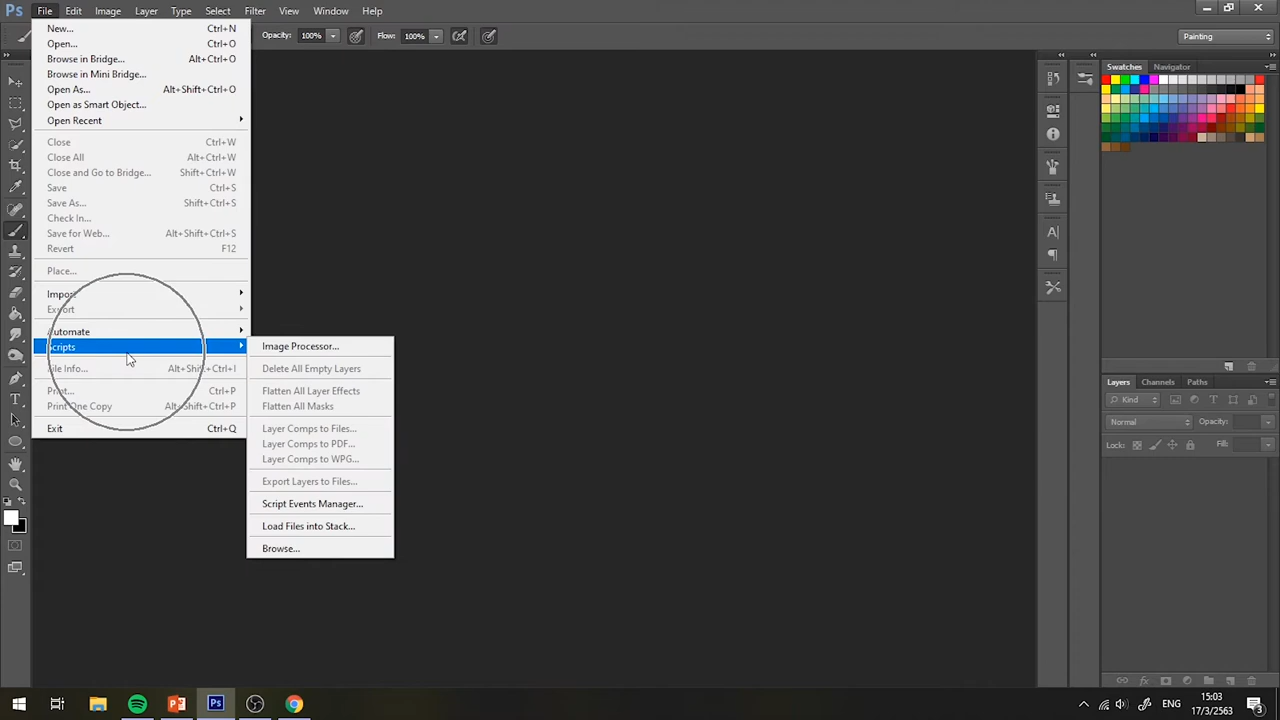 Ps File Edit Image Layer Type Select Filter View Window Help
Opacity: 100% Flow: 100% Painting
New... Ctrl+N
Open... Ctrl+O
Browse in Bridge... Alt+Ctrl+O
Browse in Mini Bridge...
Open As... Alt+Shift+Ctrl+O
Open as Smart Object...
Open Recent
Close Ctrl+W
Close All Alt+Ctrl+W
Close and Go to Bridge... Shift+Ctrl+W
Save Ctrl+S
Save As... Shift+Ctrl+S
Check In...
Save for Web... Alt+Shift+Ctrl+S
Revert F12
Place...
Import
Export
Automate
Scripts
File Info... Alt+Shift+Ctrl+I
Print... Ctrl+P
Print One Copy Alt+Shift+Ctrl+P
Exit Ctrl+Q
Image Processor...
Delete All Empty Layers
Flatten All Layer Effects
Flatten All Masks
Layer Comps to Files...
Layer Comps to PDF...
Layer Comps to WPG...
Export Layers to Files...
Script Events Manager...
Load Files into Stack...
Browse...
Swatches Navigator
Layers Channels Paths
Kind
Normal Opacity:
Lock: Fill:
Ps
ENG
15:03
17/3/2563
3